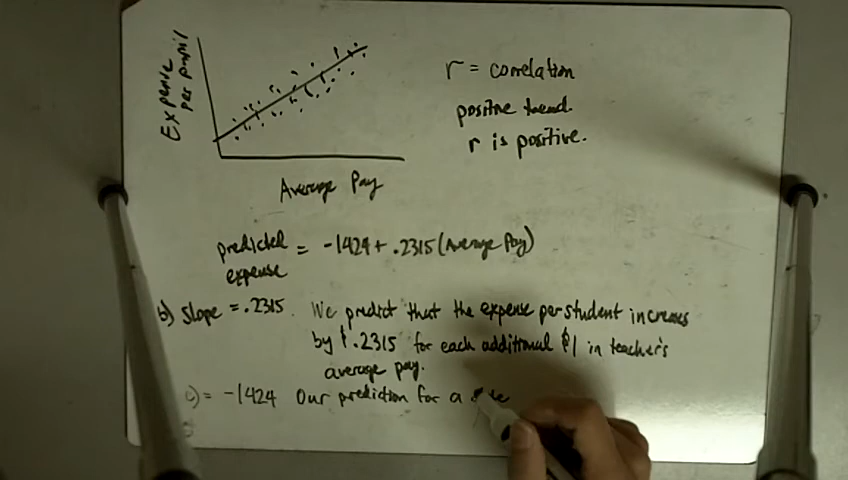 Expense
per pupil
Average Pay
r = correlation
positive trend
r is positive.
predicted
expense
= -1424 + .2315 (Average Pay)
b) slope = .2315. We predict that the expense per student increases
by $.2315 for each additional $1 in teacher's
average pay.
c) = -1424 Our prediction for a